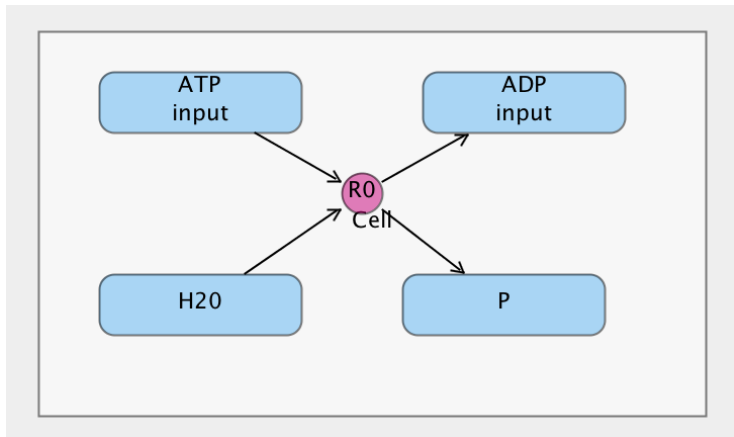 ATP
input
ADP
input
R0
Cell
H20
P